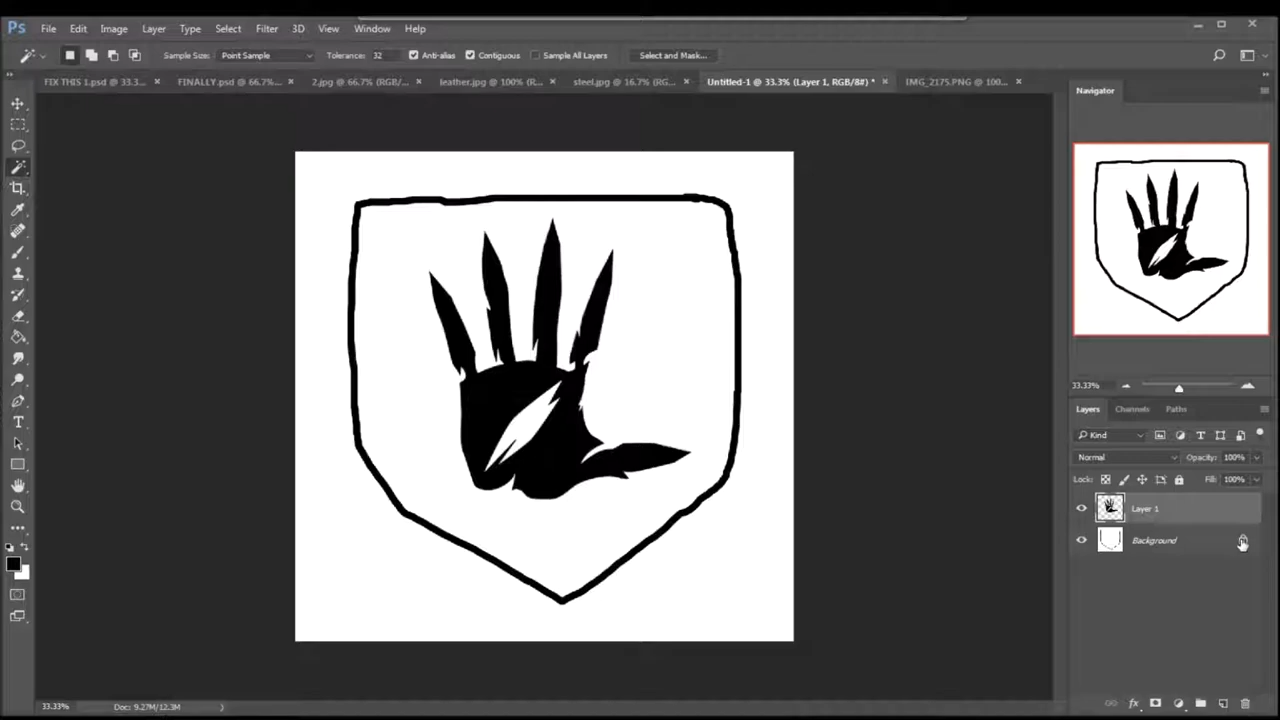 Ps File Edit Image Layer Type Select Filter 3D View Window Help
Sample Size: Point Sample Tolerance: 32 Anti-alias Contiguous Sample All Layers Select and Mask...
FIX THIS 1.psd @ 33.3... FINALLY.psd @ 66.7%... 2.jpg @ 66.7% (RGB/... leather.jpg @ 100% (R... steel.jpg @ 16.7% (RG... Untitled-1 @ 33.3% (Layer 1, RGB/8#) * IMG_2175.PNG @ 100...
Navigator
33.33%
Layers Channels Paths
Kind
Normal Opacity: 100%
Lock: Fill: 100%
Layer 1
Background
33.33% Doc: 9.27M/12.3M